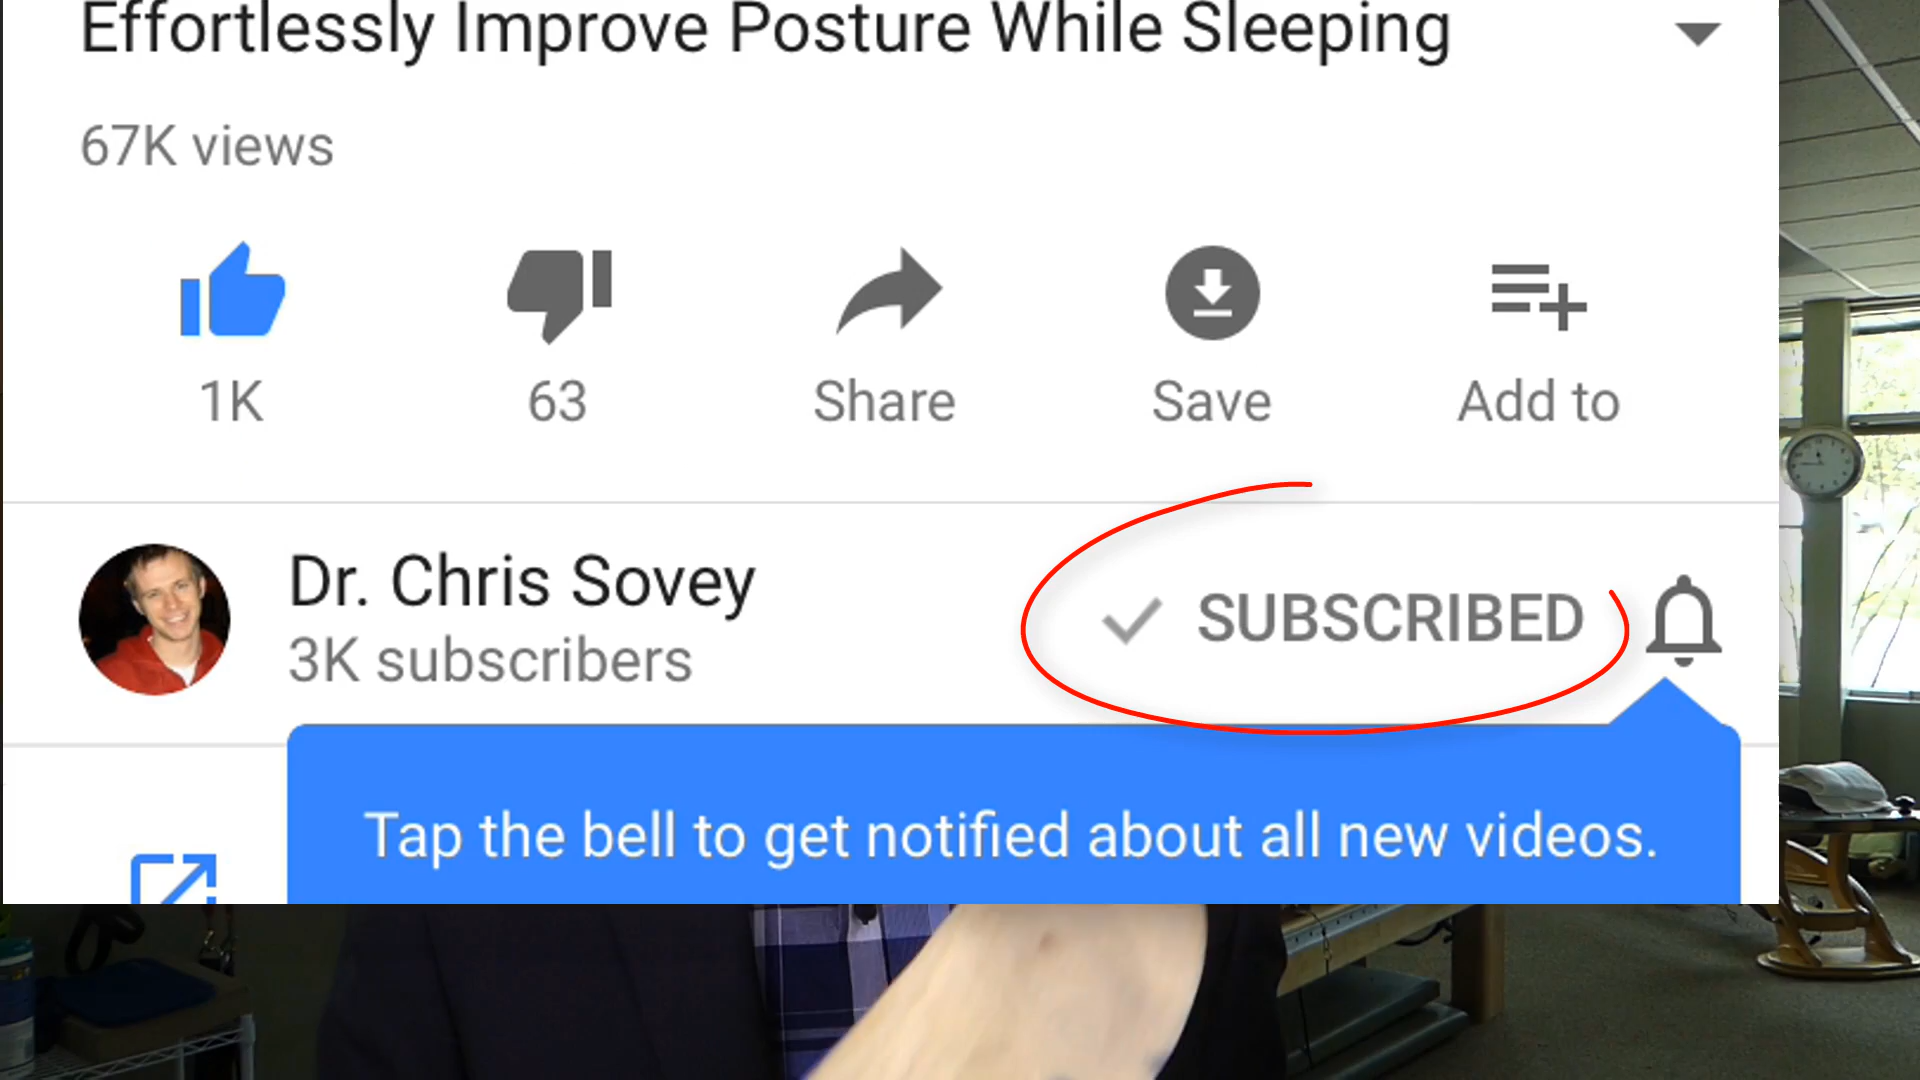 Effortlessly Improve Posture While Sleeping
67K views
1K
63
Share
Save
Add to
Dr. Chris Sovey
3K subscribers
SUBSCRIBED
Tap the bell to get notified about all new videos.